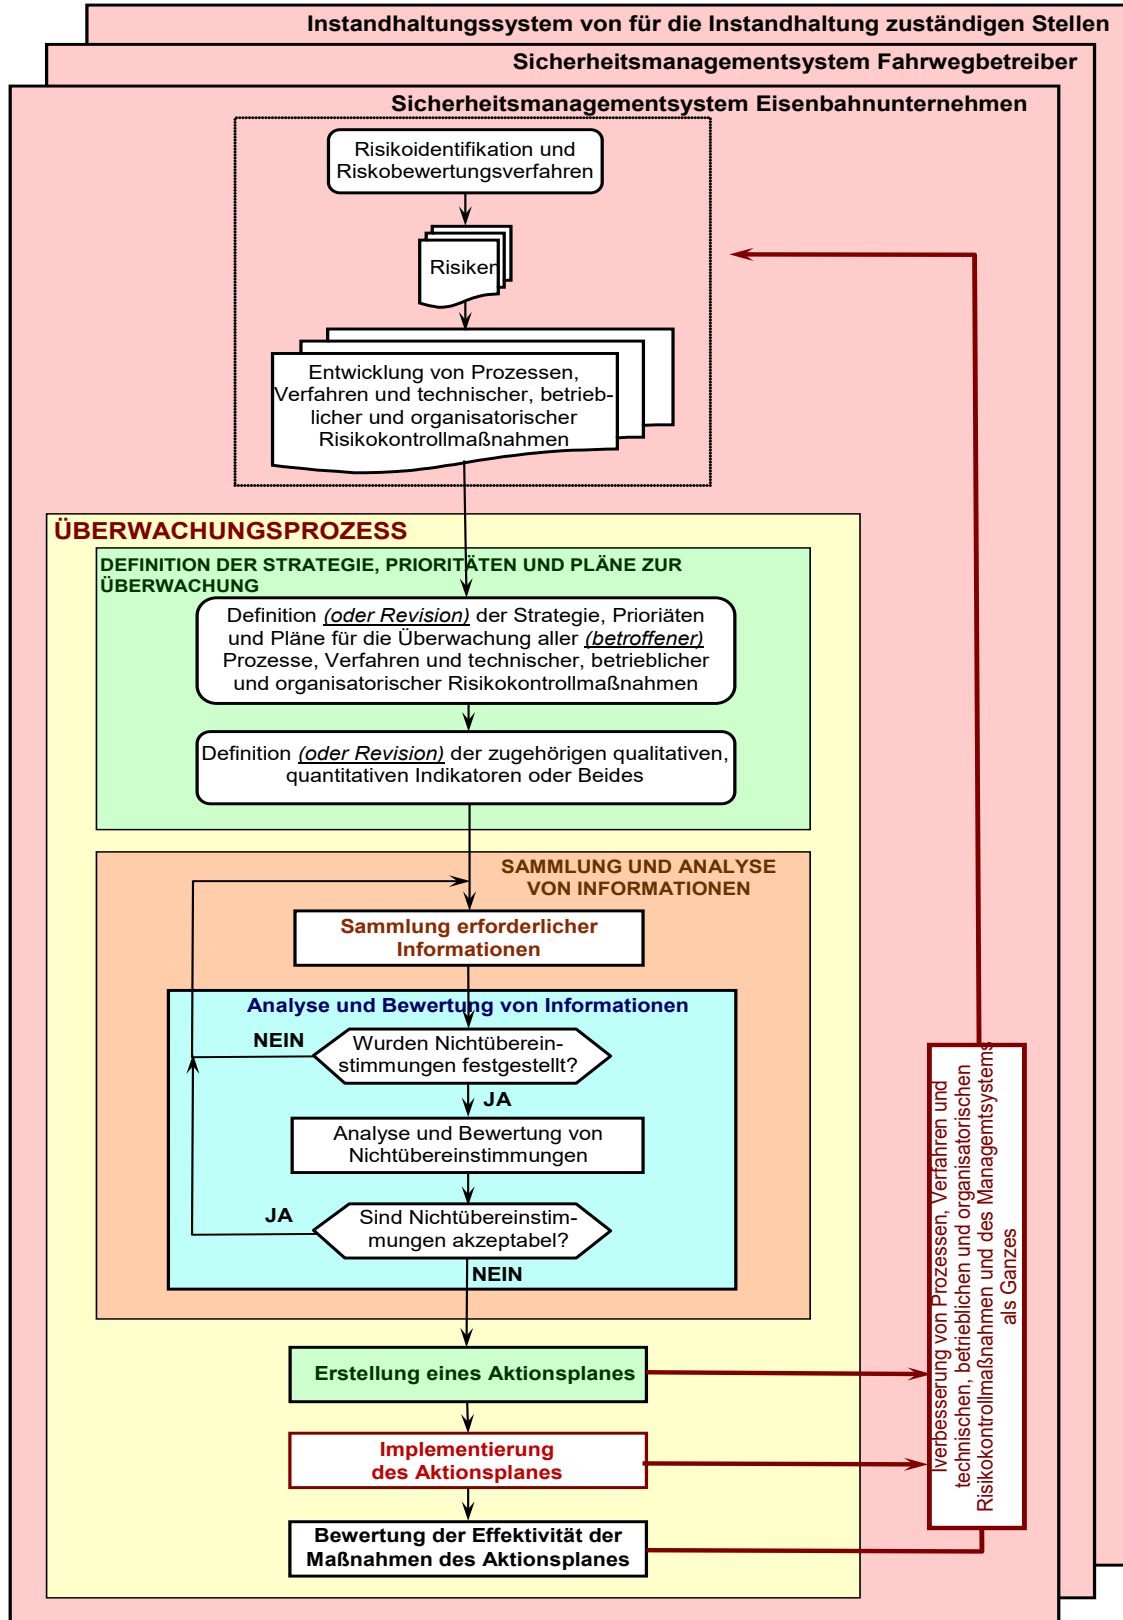 Instandhaltungssystem von für die Instandhaltung zuständigen Stellen
Sicherheitsmanagementsystem Fahrwegbetreiber
Sicherheitsmanagementsystem Eisenbahnunternehmen
Risikoidentifikation und
Riskobewertungsverfahren
Risiken
Entwicklung von Prozessen,
Verfahren und technischer, betrieb-
licher und organisatorischer
Risikokontrollmaßnahmen
ÜBERWACHUNGSPROZESS
DEFINITION DER STRATEGIE, PRIORITÄTEN UND PLÄNE ZUR
ÜBERWACHUNG
Definition (oder Revision) der Strategie, Prioriäten
und Pläne für die Überwachung aller (betroffener)
Prozesse, Verfahren und technischer, betrieblicher
und organisatorischer Risikokontrollmaßnahmen
Definition (oder Revision) der zugehörigen qualitativen,
quantitativen Indikatoren oder Beides
SAMMLUNG UND ANALYSE
VON INFORMATIONEN
Sammlung erforderlicher
Informationen
Analyse und Bewertung von Informationen
NEIN
Wurden Nichtüberein-
stimmungen festgestellt?
JA
Analyse und Bewertung von
Nichtübereinstimmungen
JA
Sind Nichtübereinstim-
mungen akzeptabel?
NEIN
Erstellung eines Aktionsplanes
Implementierung
des Aktionsplanes
Bewertung der Effektivität der
Maßnahmen des Aktionsplanes
Iverbesserung von Prozessen, Verfahren und
technischen, betrieblichen und organisatorischen
Risikokontrollmaßnahmen und des Managemtsystems
als Ganzes